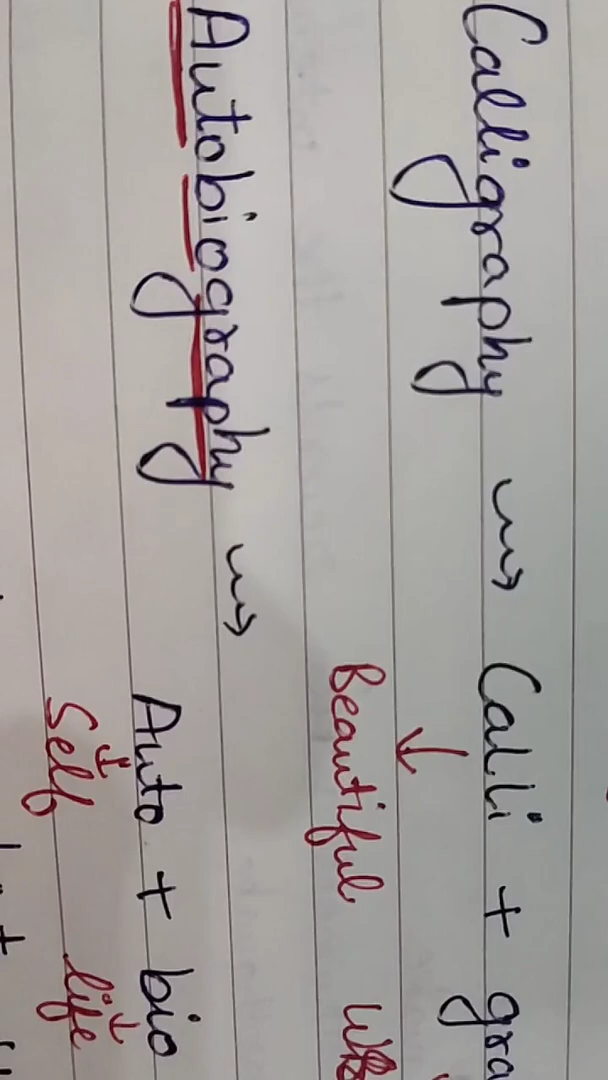 Calligraphy ⇝ Calli + gra
↓
Beautiful
Autobiography ⇝ Auto + bio
↓ ↓
Self life